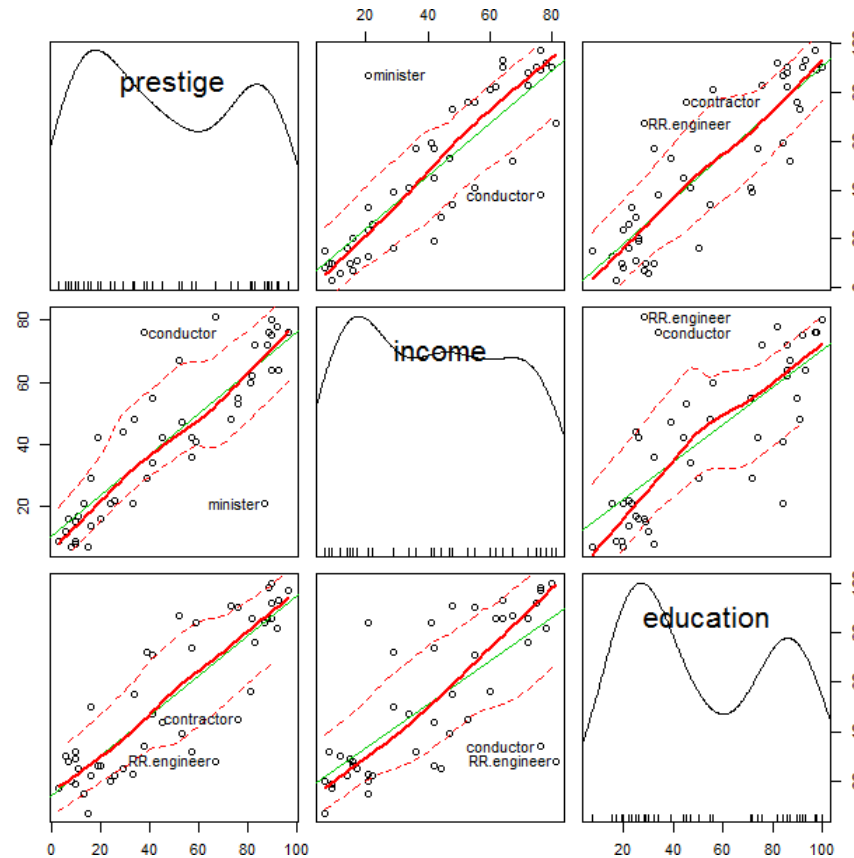 20 40 60 80
prestige
minister
conductor
contractor
RR.engineer
80
60
40
20
conductor
minister
income
RR.engineer
conductor
contractor
RR.engineer
conductor
RR.engineer
education
0 20 40 60 80 100
20 40 60 80 100